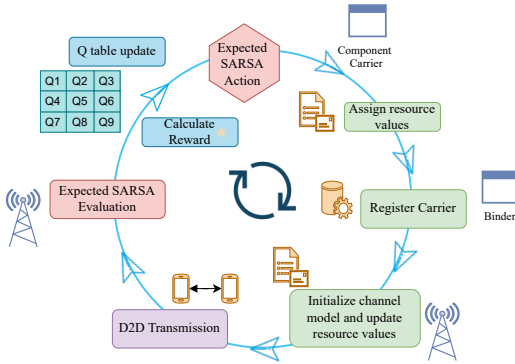 Q table update
Q1 Q2 Q3
Q4 Q5 Q6
Q7 Q8 Q9
Expected
SARSA
Action
Component
Carrier
Assign resource
values
Calculate
Reward
Expected SARSA
Evaluation
Register Carrier
Binder
D2D Transmission
Initialize channel
model and update
resource values